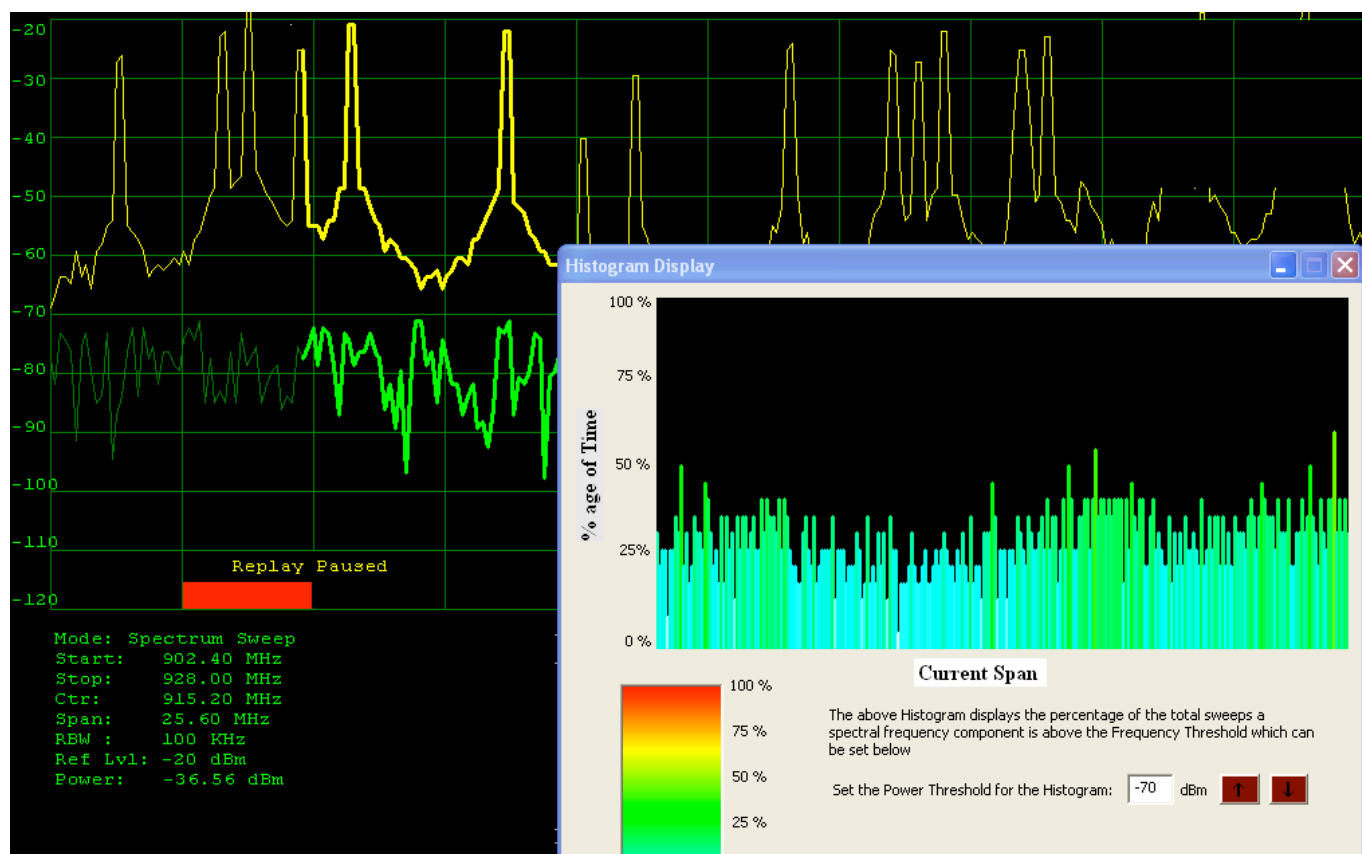 -20
-30
-40
-50
-60
-70
-80
-90
-100
-110
-120
Replay Paused
Mode: Spectrum Sweep
Start: 902.40 MHz
Stop: 928.00 MHz
Ctr: 915.20 MHz
Span: 25.60 MHz
RBW : 100 KHz
Ref Lvl: -20 dBm
Power: -36.56 dBm
Histogram Display
100 %
75 %
50 %
25%
0 %
% age of Time
Current Span
100 %
75 %
50 %
25 %
The above Histogram displays the percentage of the total sweeps a
spectral frequency component is above the Frequency Threshold which can
be set below
Set the Power Threshold for the Histogram: -70 dBm